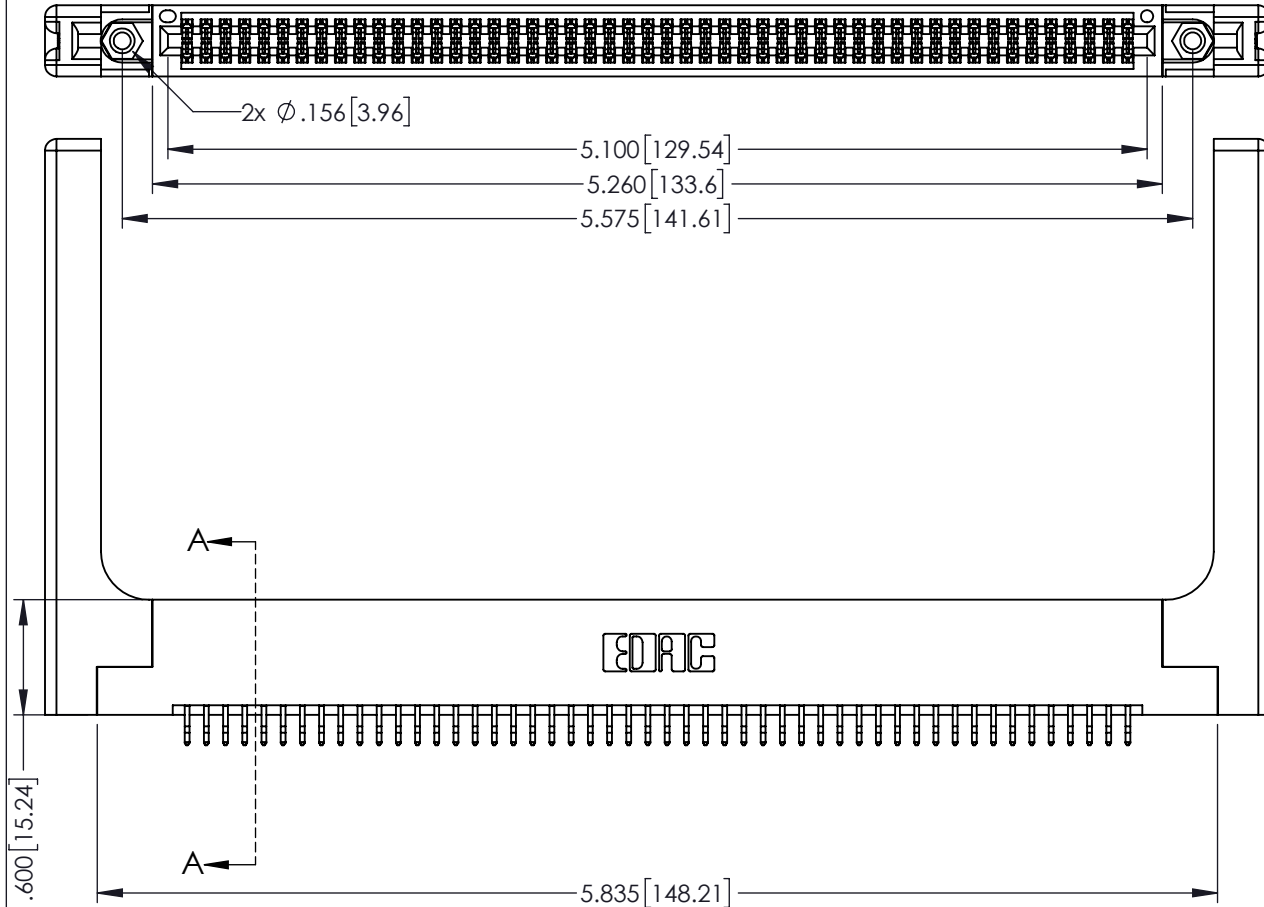 2x ∅.156[3.96]
5.100[129.54]
5.260[133.6]
5.575[141.61]
A
EDAC
A
.600[15.24]
5.835[148.21]